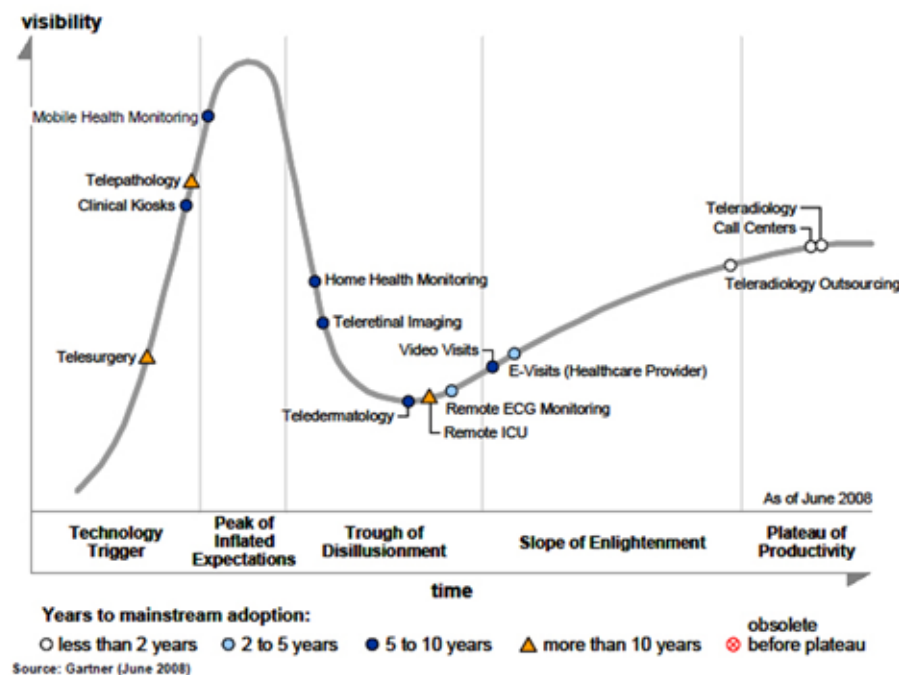 visibility
Mobile Health Monitoring
Telepathology
Clinical Kiosks
Telesurgery
Home Health Monitoring
Teleretinal Imaging
Teledermatology
Remote ICU
Remote ECG Monitoring
Video Visits
E-Visits (Healthcare Provider)
Teleradiology
Call Centers
Teleradiology Outsourcing
As of June 2008
Technology
Trigger
Peak of
Inflated
Expectations
Trough of
Disillusionment
Slope of Enlightenment
Plateau of
Productivity
time
Years to mainstream adoption:
less than 2 years
2 to 5 years
5 to 10 years
more than 10 years
obsolete
before plateau
Source: Gartner (June 2008)